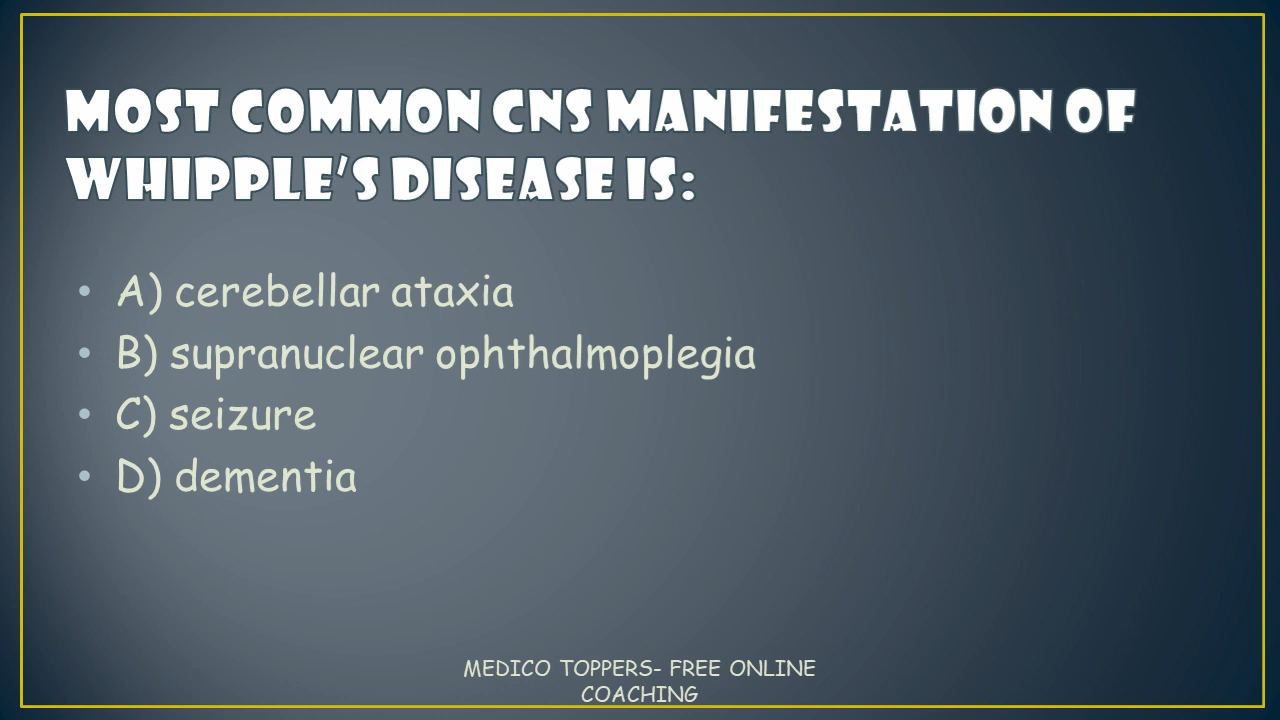 MOST COMMON CNS MANIFESTATION OF
WHIPPLE'S DISEASE IS:
• A) cerebellar ataxia
• B) supranuclear ophthalmoplegia
• C) seizure
• D) dementia
MEDICO TOPPERS- FREE ONLINE
COACHING